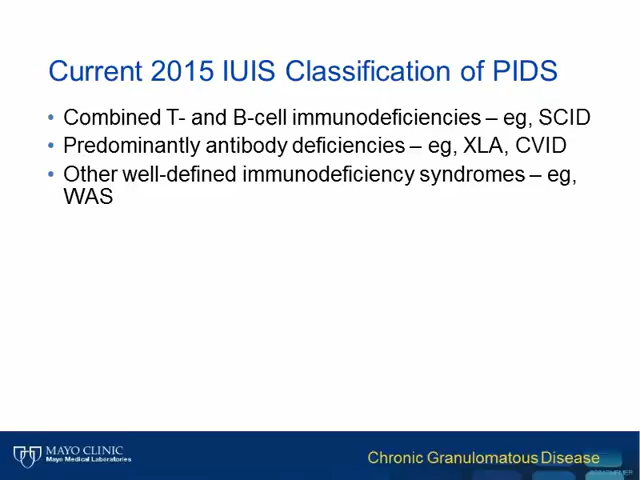 Current 2015 IUIS Classification of PIDS
• Combined T- and B-cell immunodeficiencies – eg, SCID
• Predominantly antibody deficiencies – eg, XLA, CVID
• Other well-defined immunodeficiency syndromes – eg,
WAS
MAYO CLINIC
Mayo Medical Laboratories
Chronic Granulomatous Disease